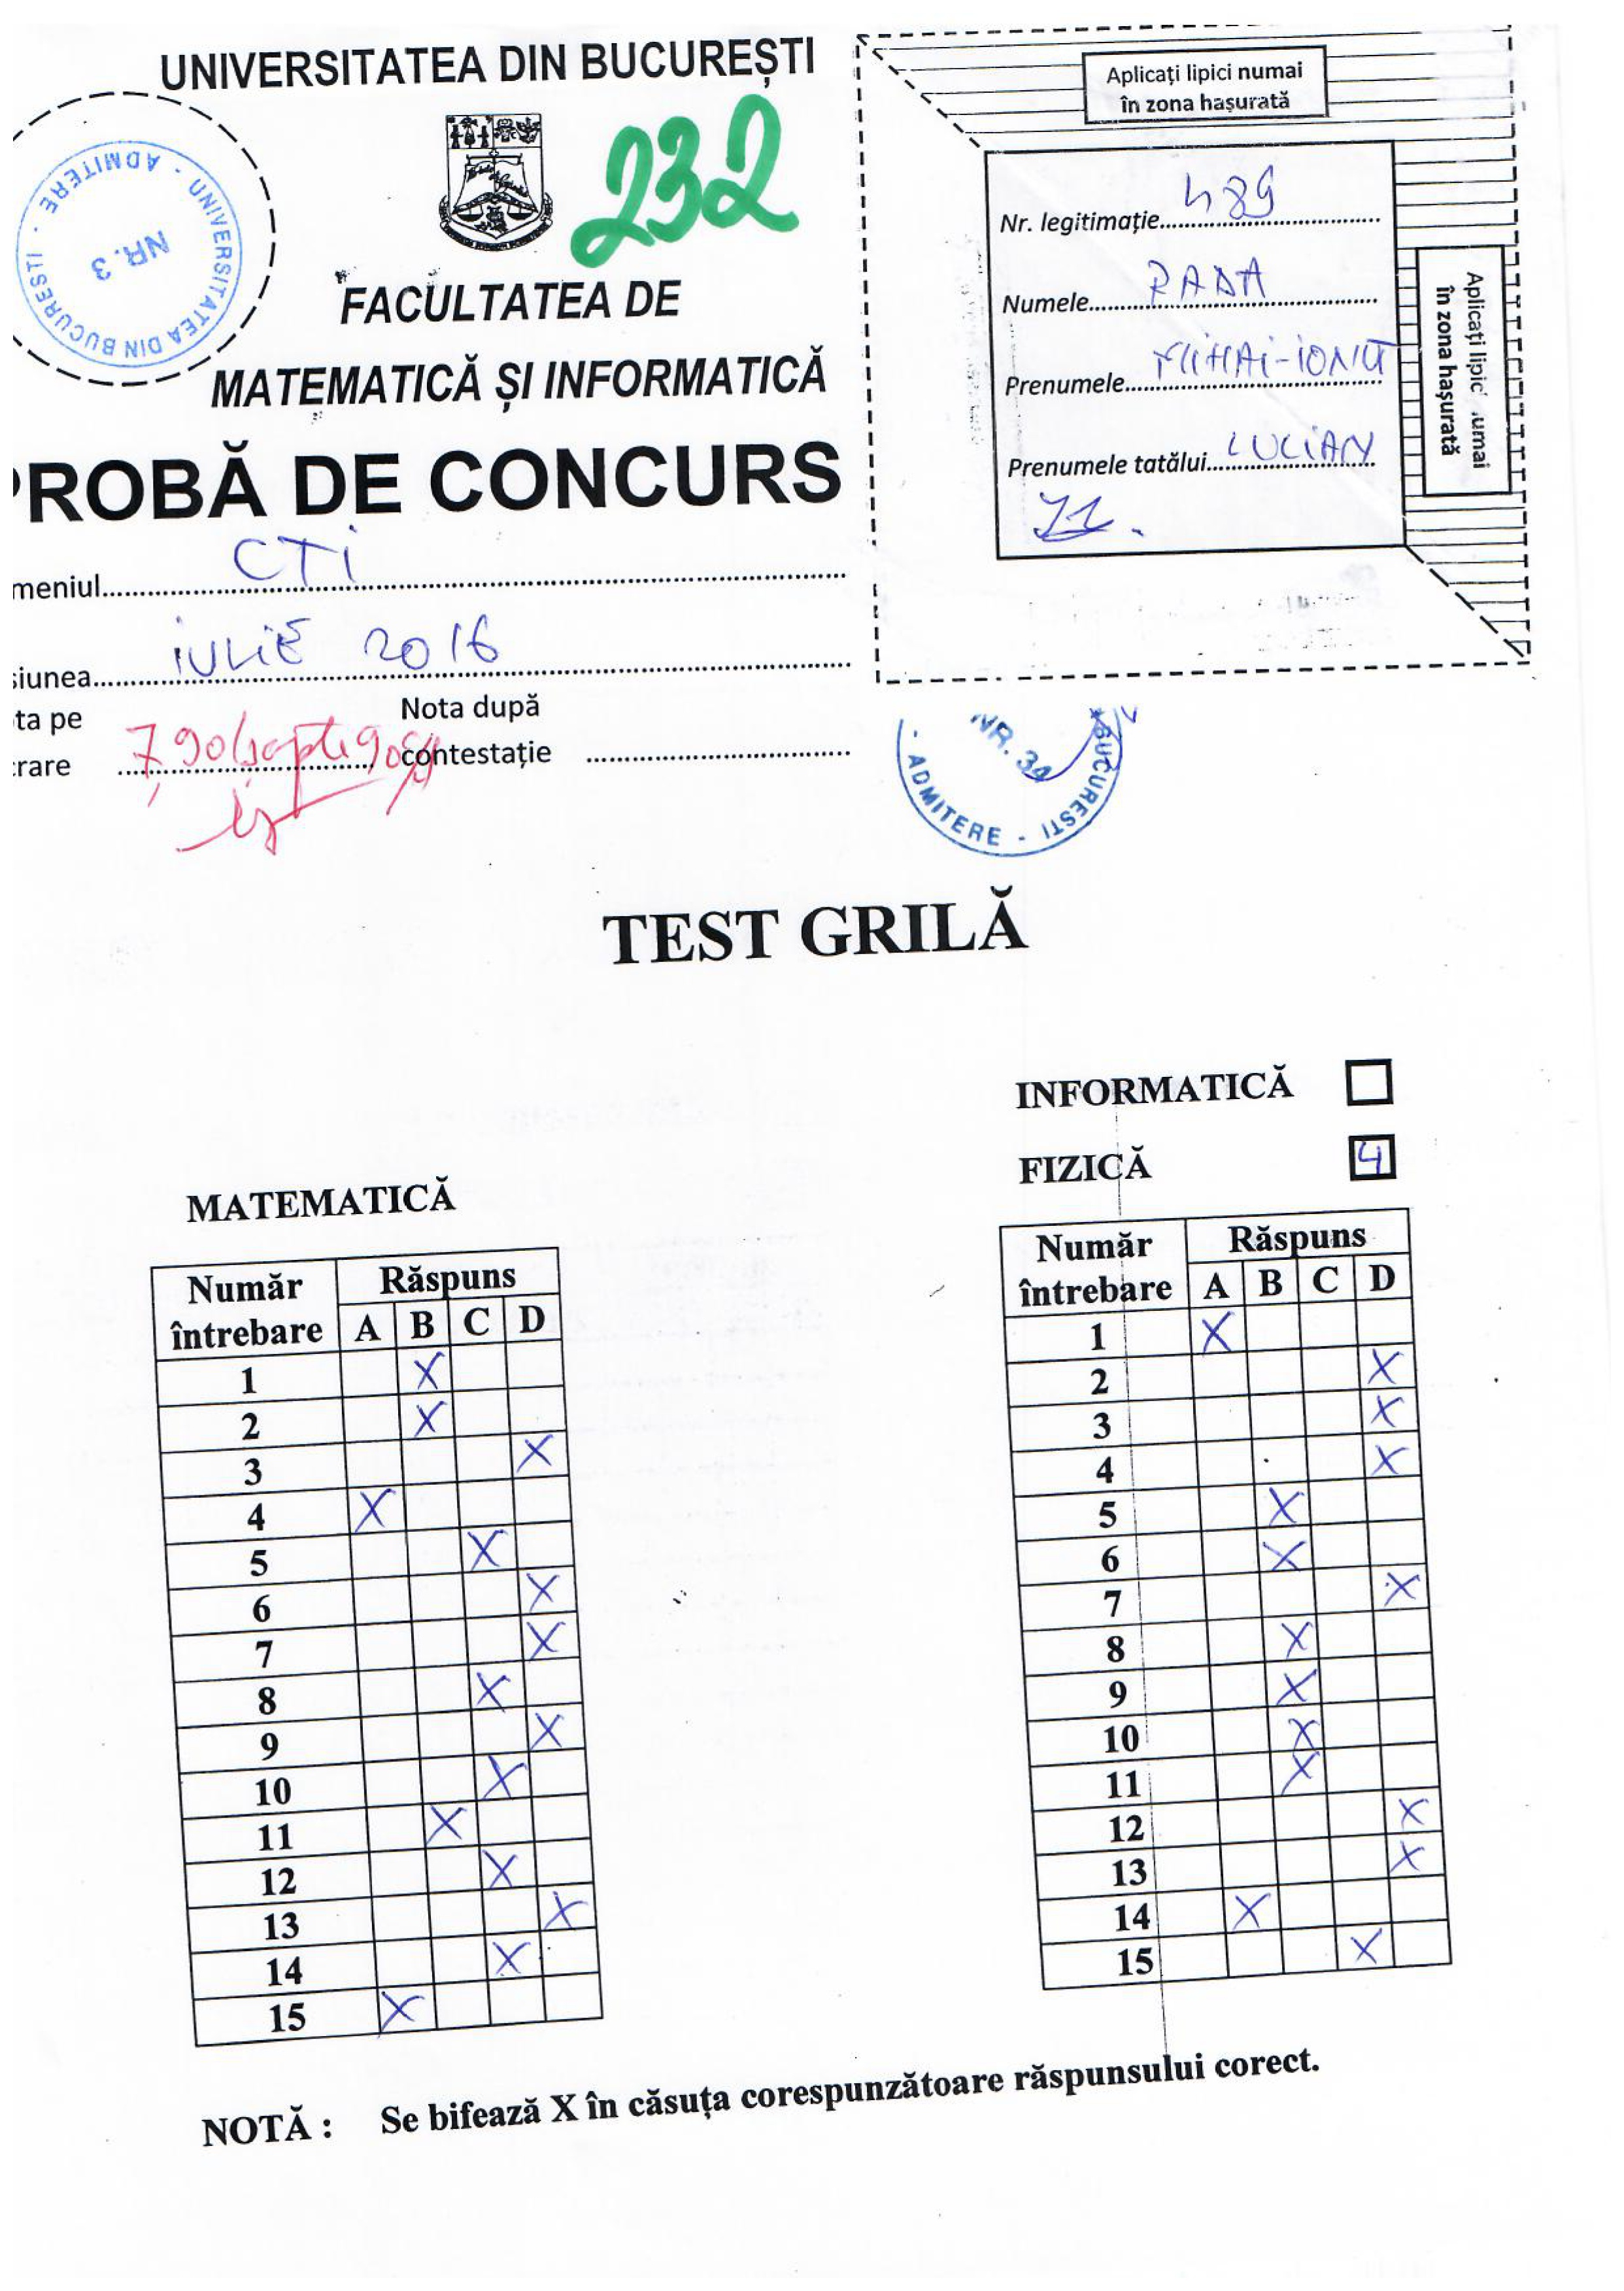 UNIVERSITATEA DIN BUCUREȘTI
232
FACULTATEA DE
MATEMATICĂ ȘI INFORMATICĂ
PROBĂ DE CONCURS
meniul CTI
siunea IULIE 2016
ta pe
rare 7,90 (șapte 90%)
Nota după
contestație
ADMITERE - UNIVERSITATEA DIN BUCURESTI -
NR. 3
Aplicați lipici numai
în zona hașurată
Nr. legitimație 489
Numele RADA
Prenumele MIHAI-IONUȚ
Prenumele tatălui LUCIAN
Aplicați lipici numai
în zona hașurată
NR. 34
- ADMITERE - BUCURESTI
TEST GRILĂ
INFORMATICĂ
FIZICĂ 4
MATEMATICĂ
Număr întrebare Răspuns
A B C D
1 X
2 X
3 X
4 X
5 X
6 X
7 X
8 X
9 X
10 X
11 X
12 X
13 X
14 X
15 X
Număr întrebare Răspuns
A B C D
1 X
2 X
3 X
4 X
5 X
6 X
7 X
8 X
9 X
10 X
11 X
12 X
13 X
14 X
15 X
NOTĂ : Se bifează X în căsuța corespunzătoare răspunsului corect.